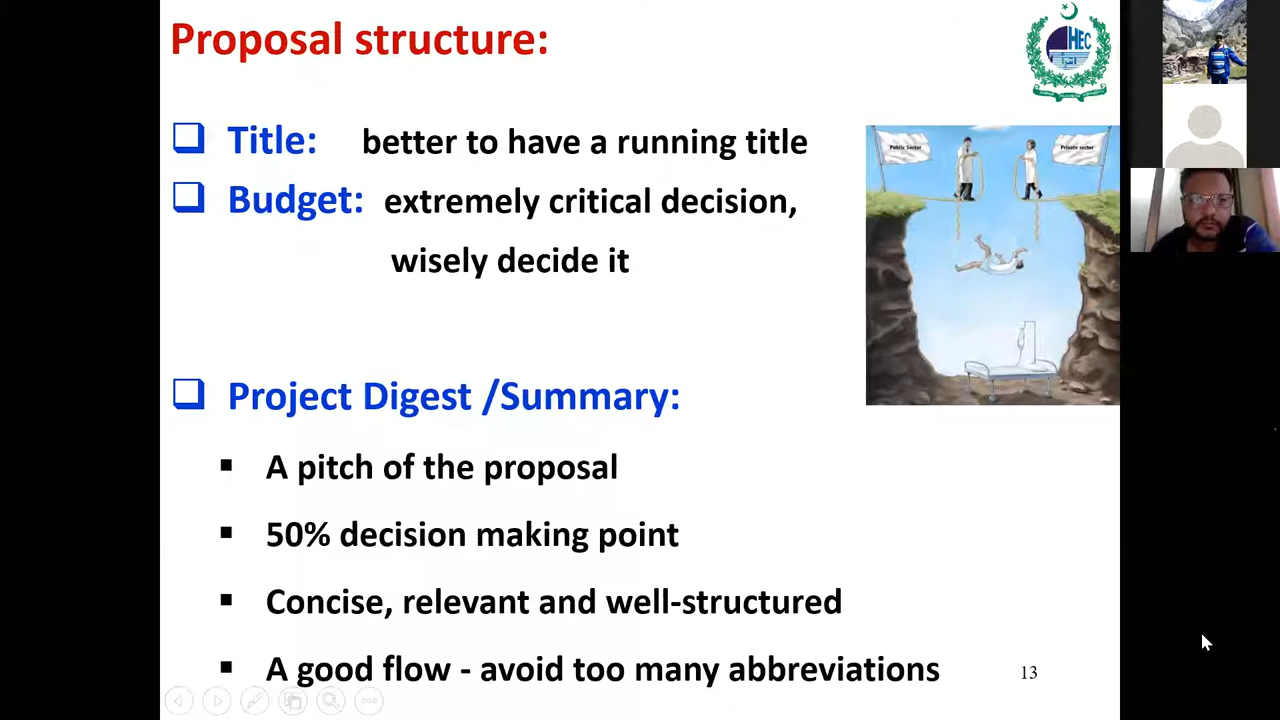 Proposal structure:
HEC
Title: better to have a running title
Public Sector
Private sector
Budget: extremely critical decision,
wisely decide it
Project Digest /Summary:
A pitch of the proposal
50% decision making point
Concise, relevant and well-structured
A good flow - avoid too many abbreviations
13